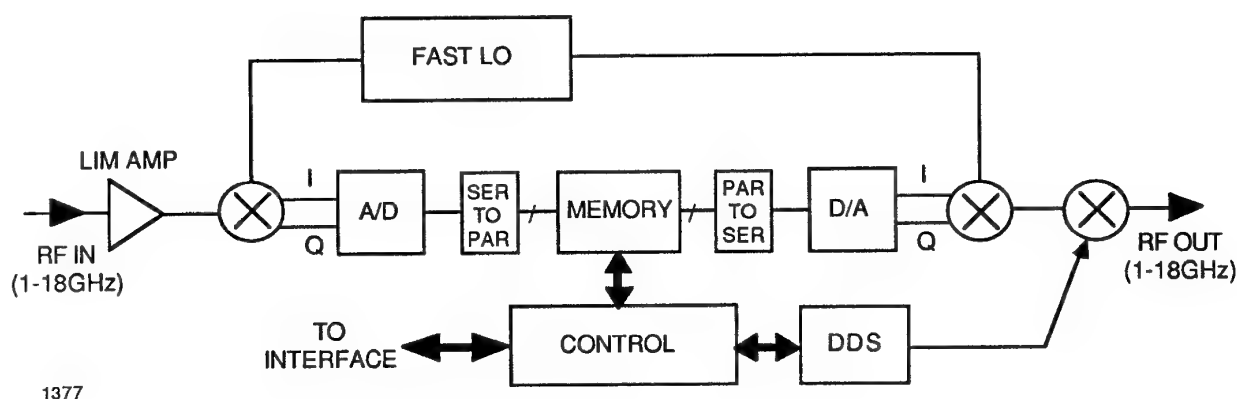 FAST LO
LIM AMP
I
I
A/D
SER
TO
PAR
MEMORY
PAR
TO
SER
D/A
Q
Q
RF IN
(1-18GHz)
RF OUT
(1-18GHz)
TO
INTERFACE
CONTROL
DDS
1377